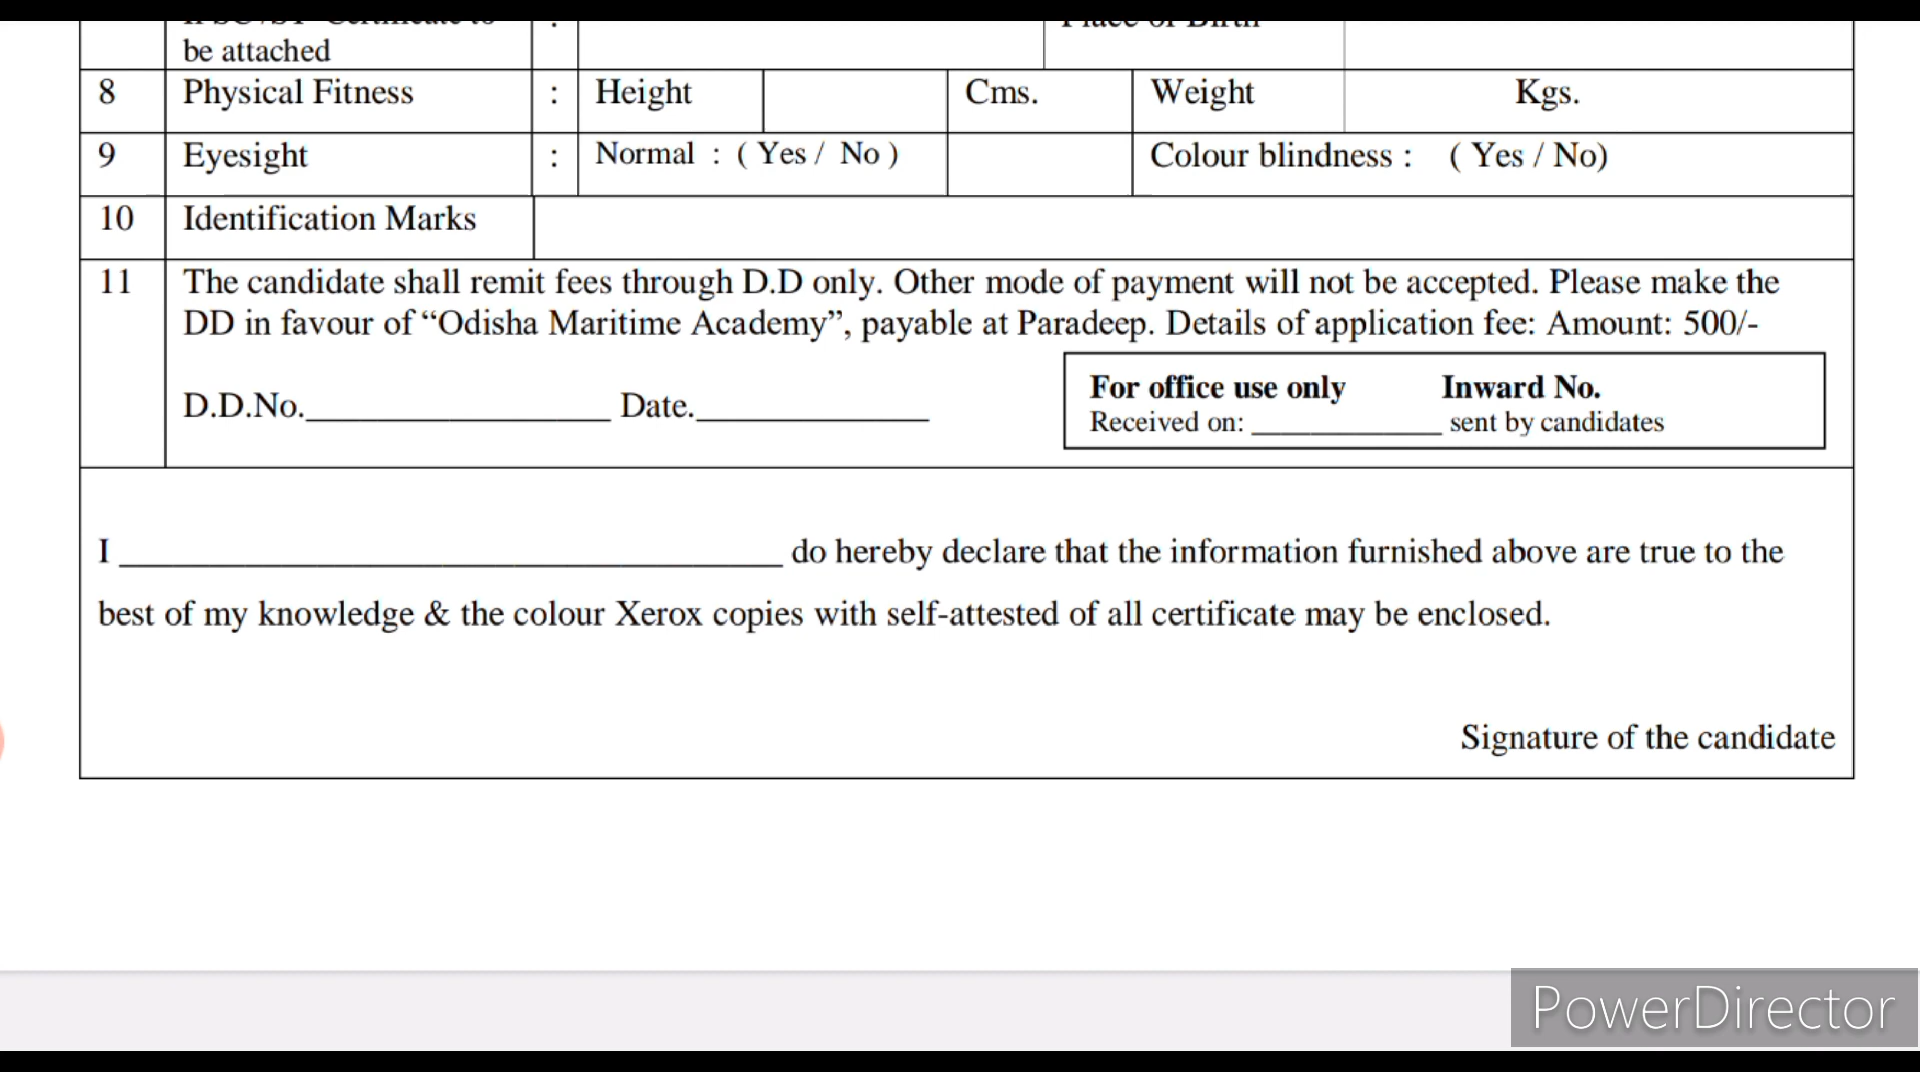 be attached
8 Physical Fitness : Height Cms. Weight Kgs.
9 Eyesight : Normal : ( Yes / No ) Colour blindness : ( Yes / No)
10 Identification Marks
11 The candidate shall remit fees through D.D only. Other mode of payment will not be accepted. Please make the
DD in favour of “Odisha Maritime Academy”, payable at Paradeep. Details of application fee: Amount: 500/-
For office use only Inward No.
D.D.No.___________________ Date.______________
Received on: ______________ sent by candidates
I ________________________________________ do hereby declare that the information furnished above are true to the
best of my knowledge & the colour Xerox copies with self-attested of all certificate may be enclosed.
Signature of the candidate
PowerDirector